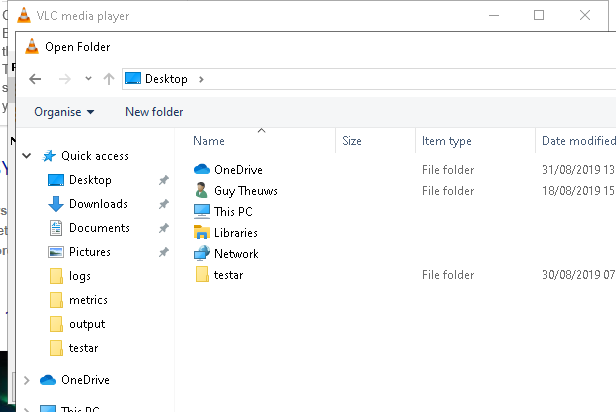 VLC media player
Open Folder
Desktop
Organise
New folder
Name
Size
Item type
Date modified
Quick access
Desktop
Downloads
Documents
Pictures
logs
metrics
output
testar
OneDrive
This PC
OneDrive
File folder
31/08/2019 13
Guy Theuws
File folder
18/08/2019 15
This PC
Libraries
Network
testar
File folder
30/08/2019 07